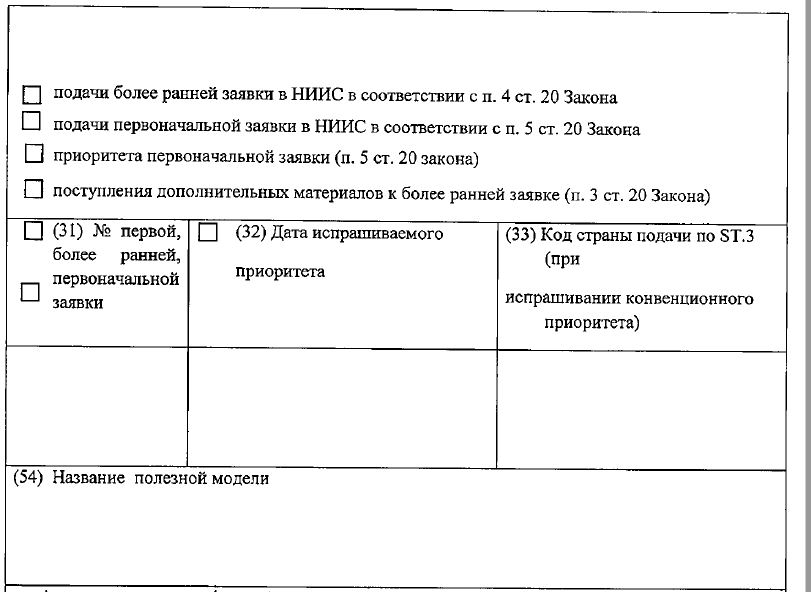 подачи более ранней заявки в НИИС в соответствии с п. 4 ст. 20 Закона
подачи первоначальной заявки в НИИС в соответствии с п. 5 ст. 20 Закона
приоритета первоначальной заявки (п. 5 ст. 20 закона)
поступления дополнительных материалов к более ранней заявке (п. 3 ст. 20 Закона)
(31) № первой,
более ранней,
первоначальной
заявки
(32) Дата испрашиваемого
приоритета
(33) Код страны подачи по ST.3
(при
испрашивании конвенционного
приоритета)
(54) Название полезной модели